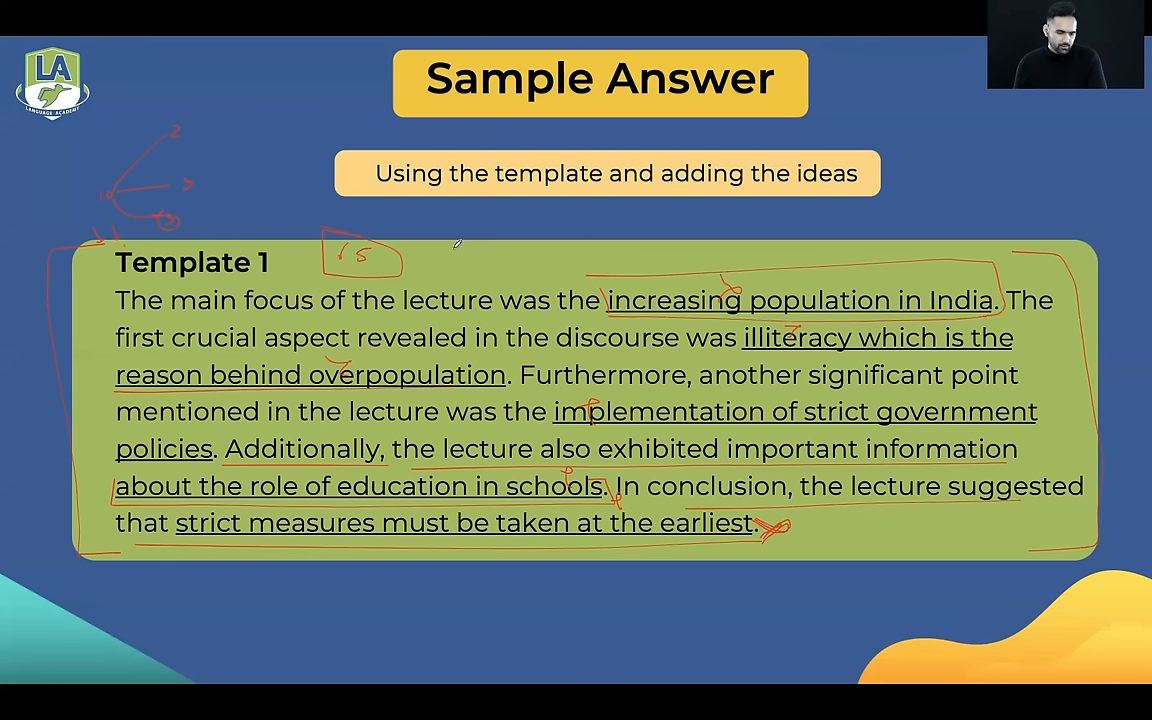 LA
LANGUAGE ACADEMY
Sample Answer
Using the template and adding the ideas
Template 1
The main focus of the lecture was the increasing population in India. The
first crucial aspect revealed in the discourse was illiteracy which is the
reason behind overpopulation. Furthermore, another significant point
mentioned in the lecture was the implementation of strict government
policies. Additionally, the lecture also exhibited important information
about the role of education in schools. In conclusion, the lecture suggested
that strict measures must be taken at the earliest.